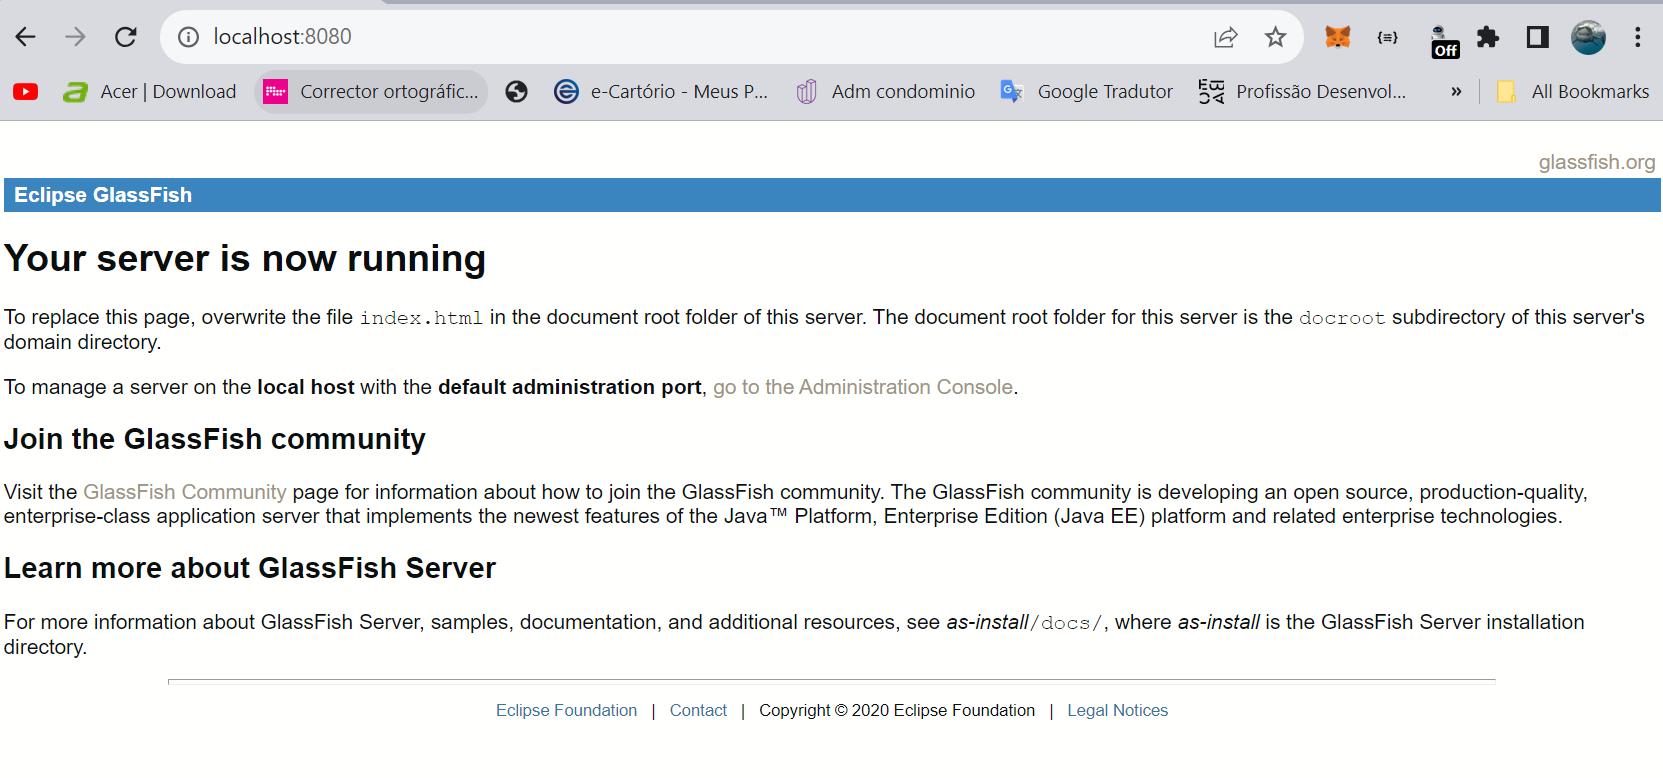 localhost:8080
Off
Acer | Download
Corrector ortográfic...
e-Cartório - Meus P...
Adm condominio
Google Tradutor
Profissão Desenvol...
»
All Bookmarks
glassfish.org
Eclipse GlassFish
Your server is now running
To replace this page, overwrite the file index.html in the document root folder of this server. The document root folder for this server is the docroot subdirectory of this server's
domain directory.
To manage a server on the local host with the default administration port, go to the Administration Console.
Join the GlassFish community
Visit the GlassFish Community page for information about how to join the GlassFish community. The GlassFish community is developing an open source, production-quality,
enterprise-class application server that implements the newest features of the Java™ Platform, Enterprise Edition (Java EE) platform and related enterprise technologies.
Learn more about GlassFish Server
For more information about GlassFish Server, samples, documentation, and additional resources, see as-install/docs/, where as-install is the GlassFish Server installation
directory.
Eclipse Foundation | Contact | Copyright © 2020 Eclipse Foundation | Legal Notices